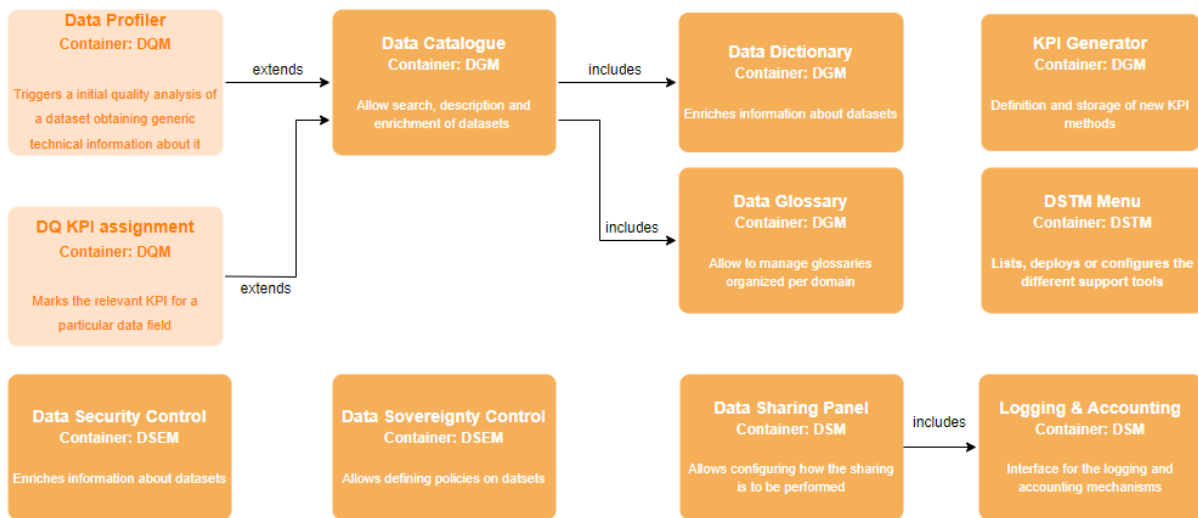 Data Profiler
Container: DQM
Triggers a initial quality analysis of
a dataset obtaining generic
technical information about it
extends
Data Catalogue
Container: DGM
Allow search, description and
enrichment of datasets
includes
Data Dictionary
Container: DGM
Enriches information about datasets
KPI Generator
Container: DGM
Definition and storage of new KPI
methods
DQ KPI assignment
Container: DQM
Marks the relevant KPI for a
particular data field
extends
includes
Data Glossary
Container: DGM
Allow to manage glossaries
organized per domain
DSTM Menu
Container: DSTM
Lists, deploys or configures the
different support tools
Data Security Control
Container: DSEM
Enriches information about datasets
Data Sovereignty Control
Container: DSEM
Allows defining policies on datsets
Data Sharing Panel
Container: DSM
Allows configuring how the sharing
is to be performed
includes
Logging & Accounting
Container: DSM
Interface for the logging and
accounting mechanisms